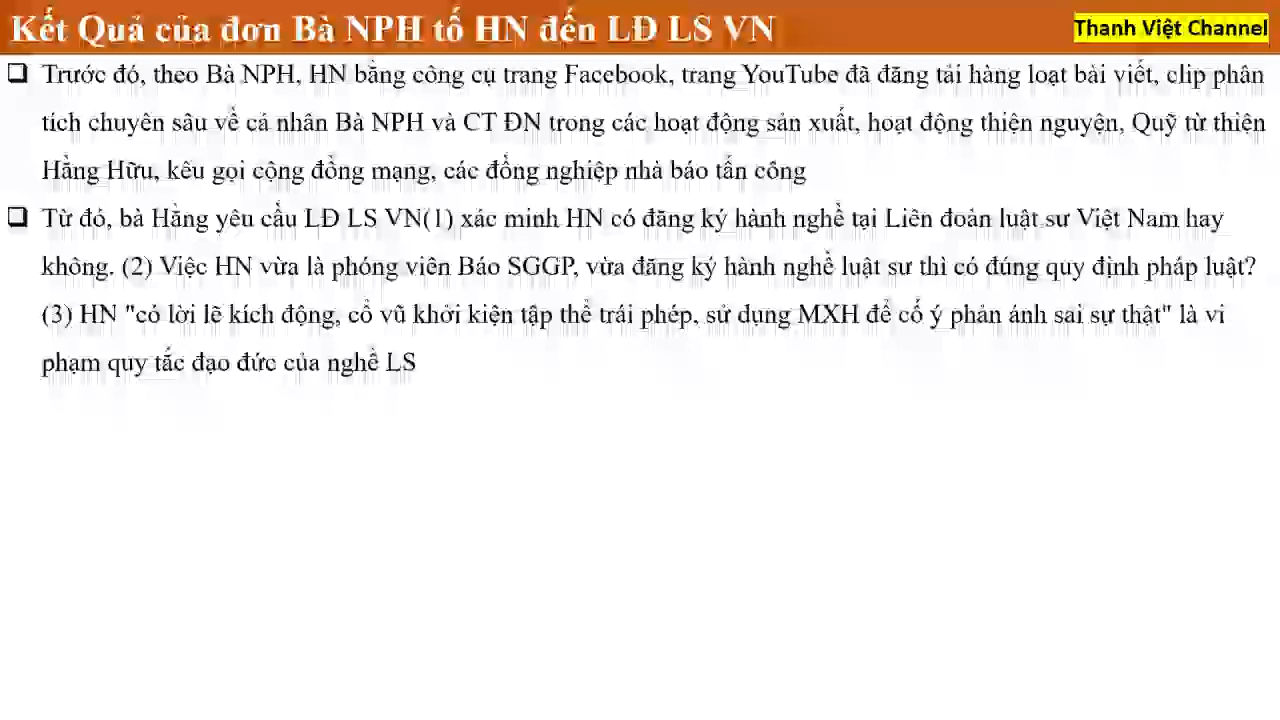 Kết Quả của đơn Bà NPH tố HN đến LĐ LS VN
Thanh Việt Channel
❑ Trước đó, theo Bà NPH, HN bằng công cụ trang Facebook, trang YouTube đã đăng tải hàng loạt bài viết, clip phân
tích chuyên sâu về cá nhân Bà NPH và CT ĐN trong các hoạt động sản xuất, hoạt động thiện nguyện, Quỹ từ thiện
Hằng Hữu, kêu gọi cộng đồng mạng, các đồng nghiệp nhà báo tấn công
❑ Từ đó, bà Hằng yêu cầu LĐ LS VN(1) xác minh HN có đăng ký hành nghề tại Liên đoàn luật sư Việt Nam hay
không. (2) Việc HN vừa là phóng viên Báo SGGP, vừa đăng ký hành nghề luật sư thì có đúng quy định pháp luật?
(3) HN "có lời lẽ kích động, cổ vũ khởi kiện tập thể trái phép, sử dụng MXH để cố ý phản ánh sai sự thật" là vi
phạm quy tắc đạo đức của nghề LS